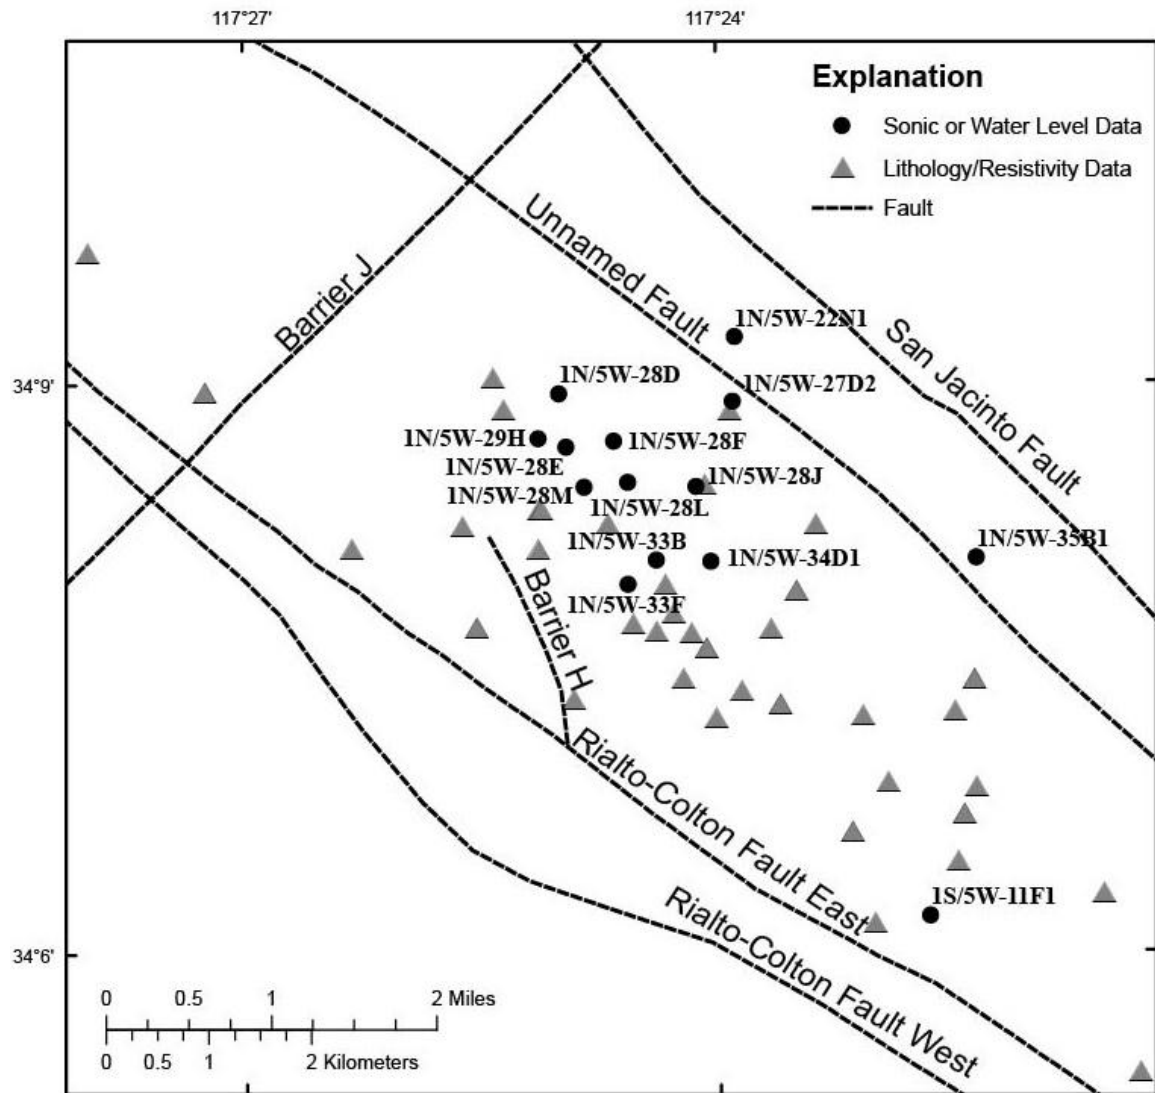 117°27'
117°24'
Explanation
Sonic or Water Level Data
Lithology/Resistivity Data
Fault
Unnamed Fault
Barrier J
1N/5W-22N1
San Jacinto Fault
34°9'
1N/5W-28D
1N/5W-27D2
1N/5W-29H
1N/5W-28F
1N/5W-28E
1N/5W-28J
1N/5W-28M
1N/5W-28L
1N/5W-33B
1N/5W-34D1
1N/5W-35B1
1N/5W-33F
Barrier H
Rialto-Colton Fault East
1S/5W-11F1
Rialto-Colton Fault West
34°6'
0 0.5 1 2 Miles
0 0.5 1 2 Kilometers